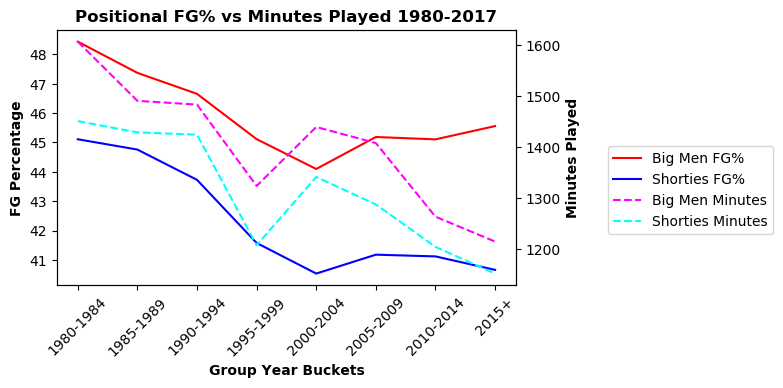 Positional FG% vs Minutes Played 1980-2017
FG Percentage
48
47
46
45
44
43
42
41
1600
1500
1400
1300
1200
Minutes Played
1980-1984
1985-1989
1990-1994
1995-1999
2000-2004
2005-2009
2010-2014
2015+
Group Year Buckets
Big Men FG%
Shorties FG%
Big Men Minutes
Shorties Minutes